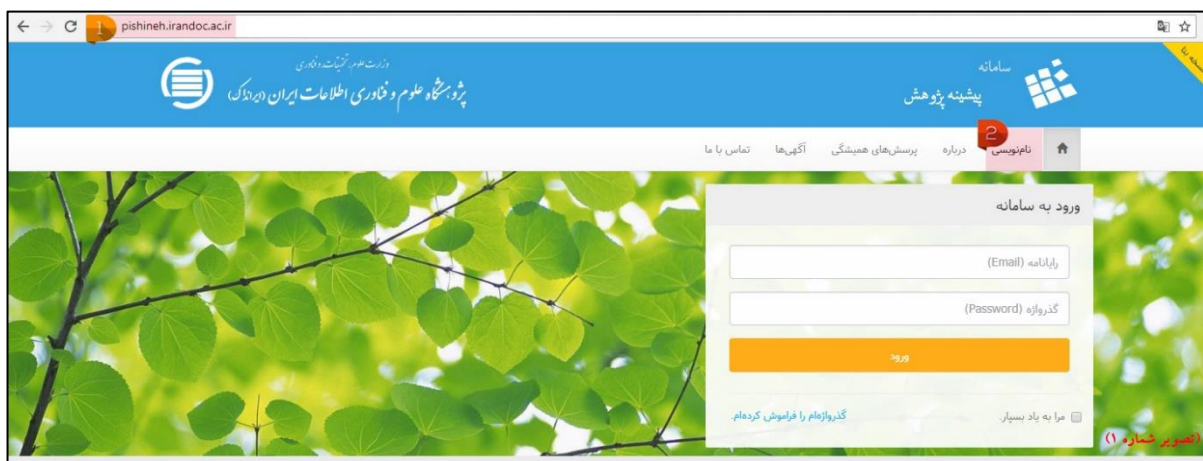 pishineh.irandoc.ac.ir
1
سامانه
پیشینه پژوهش
وزارت علوم، تحقیقات و فناوری
پژوهشگاه علوم و فناوری اطلاعات ایران (ایرانداک)
2
نام‌نویسی
درباره
پرسش‌های همیشگی
آگهی‌ها
تماس با ما
ورود به سامانه
رایانامه (Email)
گذرواژه (Password)
ورود
مرا به یاد بسپار.
گذرواژه‌ام را فراموش کرده‌ام.
(تصویر شماره ۱)